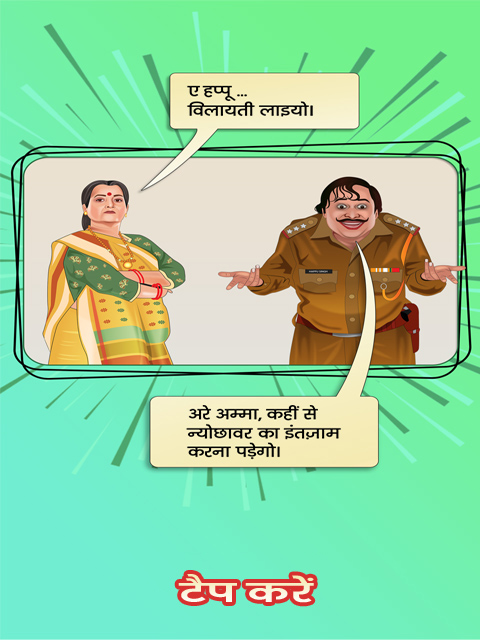 ए हप्पू ...
विलायती लाइयो।
अरे अम्मा, कहीं से
न्योछावर का इंतज़ाम
करना पड़ेगो।
टैप करें